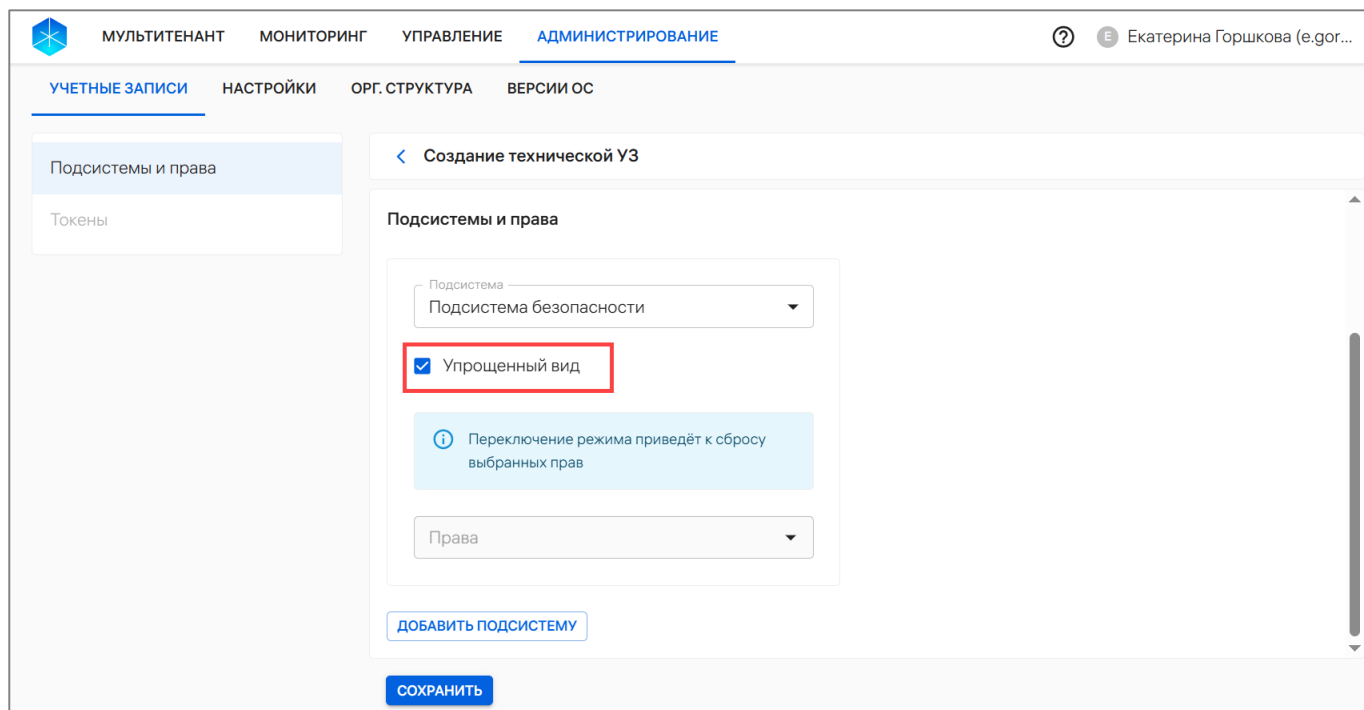 МУЛЬТИТЕНАНТ МОНИТОРИНГ УПРАВЛЕНИЕ АДМИНИСТРИРОВАНИЕ ? E Екатерина Горшкова (e.gor...
УЧЕТНЫЕ ЗАПИСИ НАСТРОЙКИ ОРГ. СТРУКТУРА ВЕРСИИ ОС
Подсистемы и права
Токены
Создание технической УЗ
Подсистемы и права
Подсистема
Подсистема безопасности
Упрощенный вид
Переключение режима приведёт к сбросу
выбранных прав
Права
ДОБАВИТЬ ПОДСИСТЕМУ
СОХРАНИТЬ